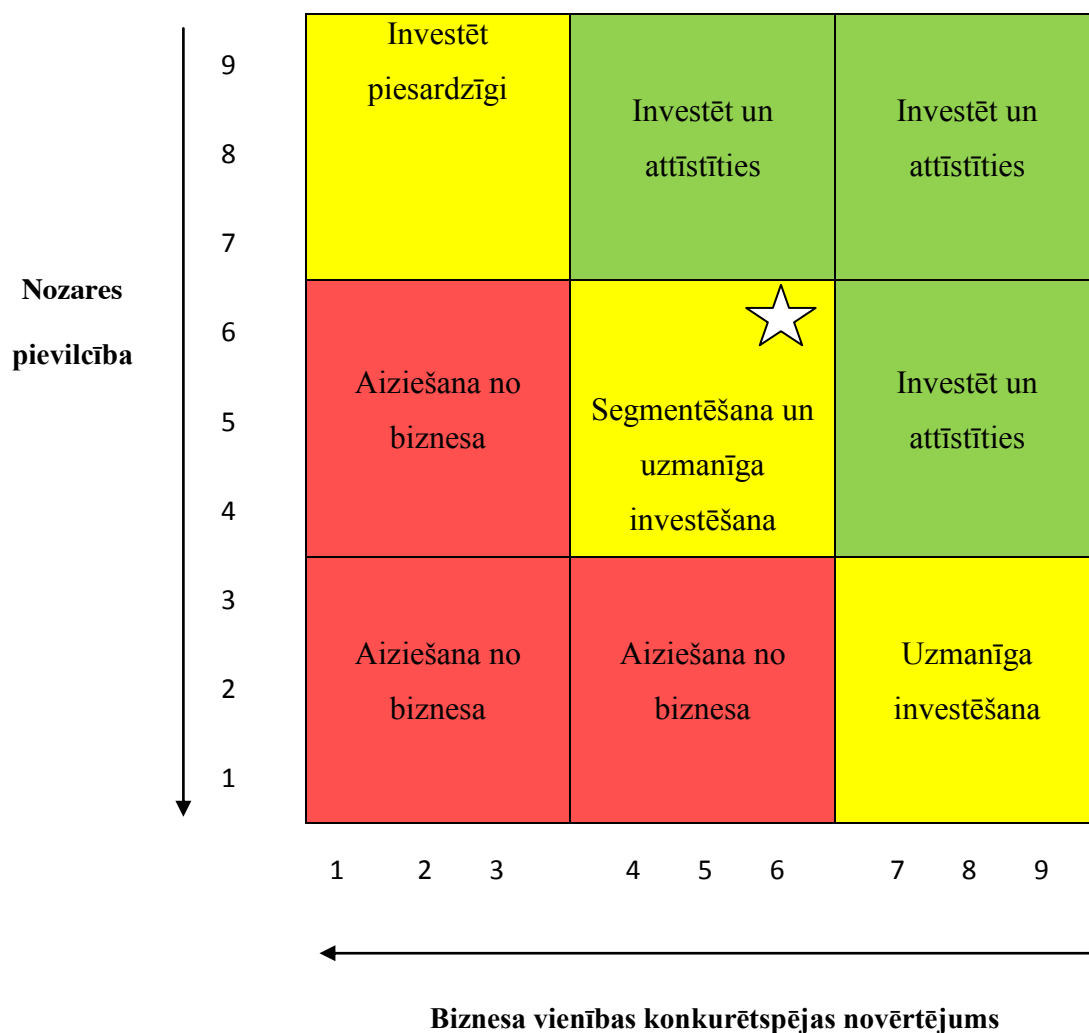 Investēt
piesardzīgi
9
8
7
Investēt un
attīstīties
Investēt un
attīstīties
Nozares
pievilcība
6
5
4
Aiziešana no
biznesa
Segmentēšana un
uzmanīga
investēšana
Investēt un
attīstīties
3
2
1
Aiziešana no
biznesa
Aiziešana no
biznesa
Uzmanīga
investēšana
1 2 3 4 5 6 7 8 9
Biznesa vienības konkurētspējas novērtējums